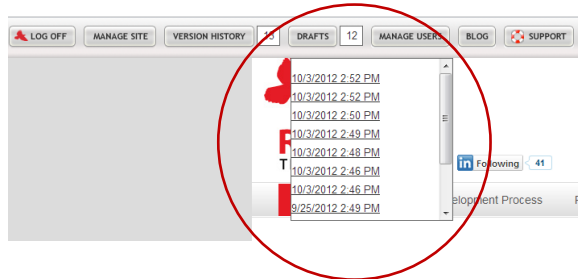 LOG OFF MANAGE SITE VERSION HISTORY 13 DRAFTS 12 MANAGE USERS BLOG SUPPORT
10/3/2012 2:52 PM
10/3/2012 2:52 PM
10/3/2012 2:50 PM
10/3/2012 2:49 PM
10/3/2012 2:48 PM
10/3/2012 2:46 PM
in Following 41
10/3/2012 2:46 PM
9/25/2012 2:49 PM
Process